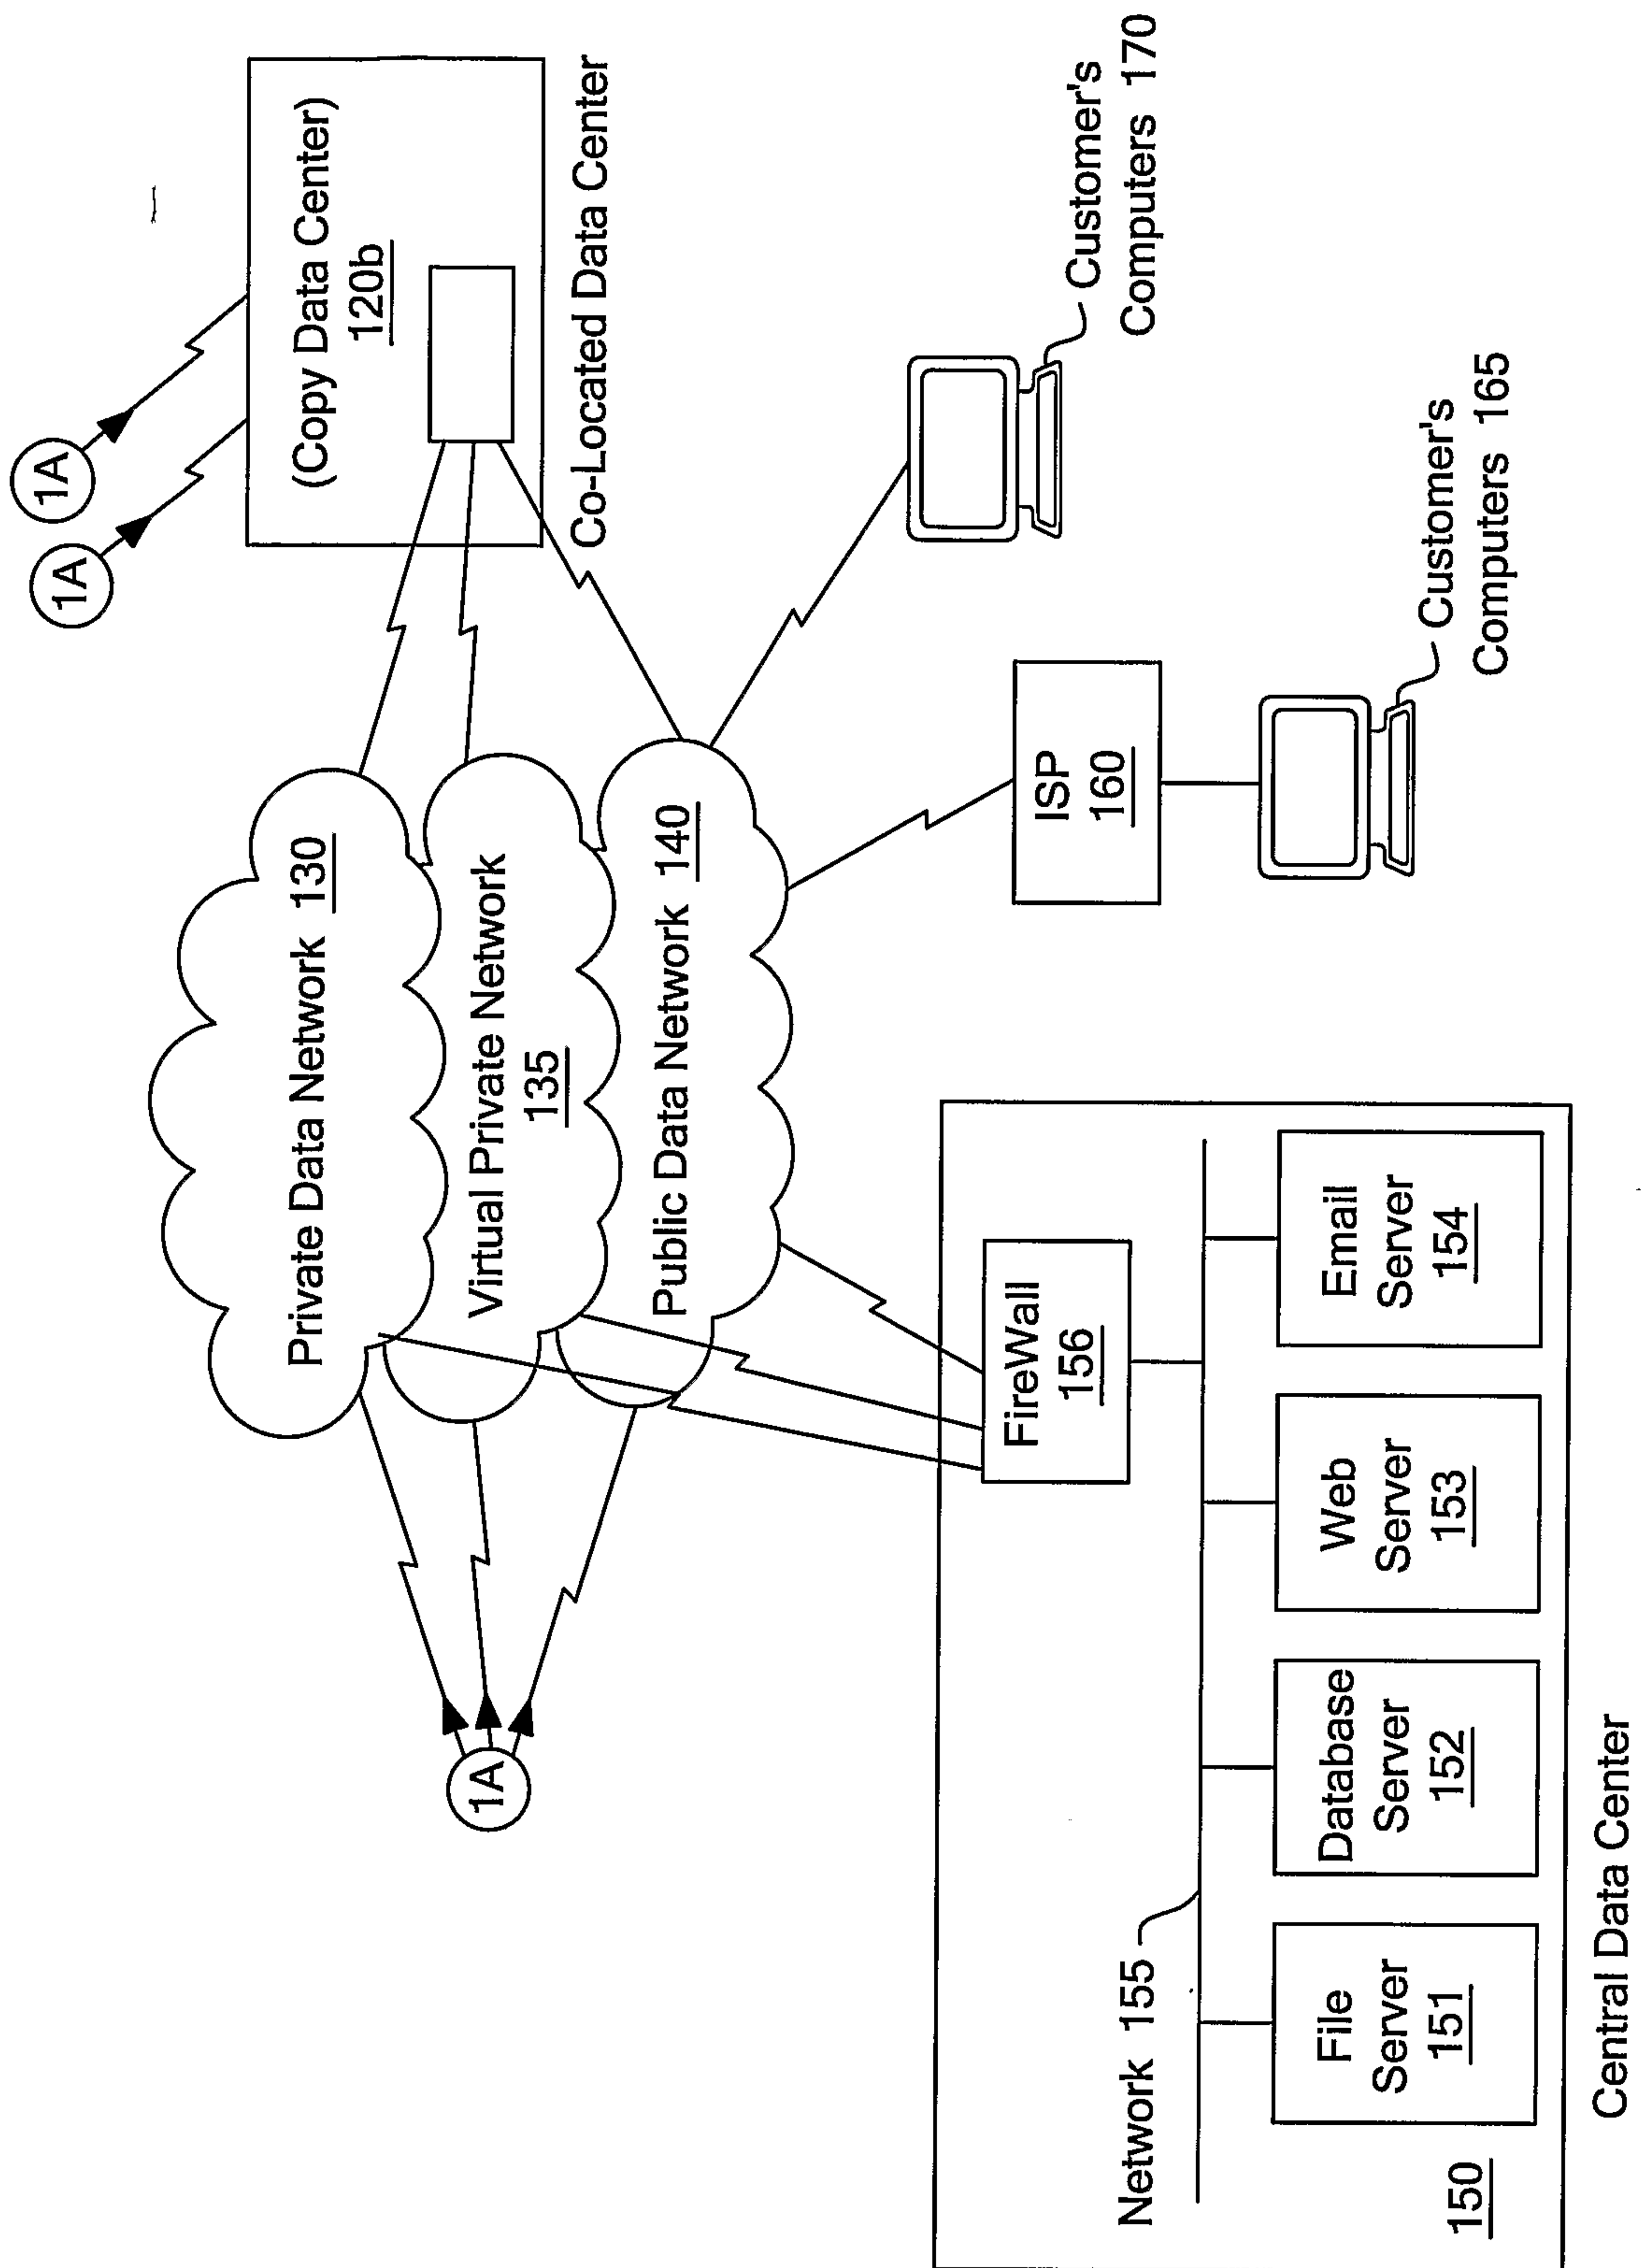 1A
1A
(Copy Data Center)
120b
Co-Located Data Center
Private Data Network 130
Virtual Private Network
135
Public Data Network 140
1A
Customer's
Computers 170
ISP
160
Customer's
Computers 165
FireWall
156
Network 155
File
Server
151
Database
Server
152
Web
Server
153
Email
Server
154
150
Central Data Center